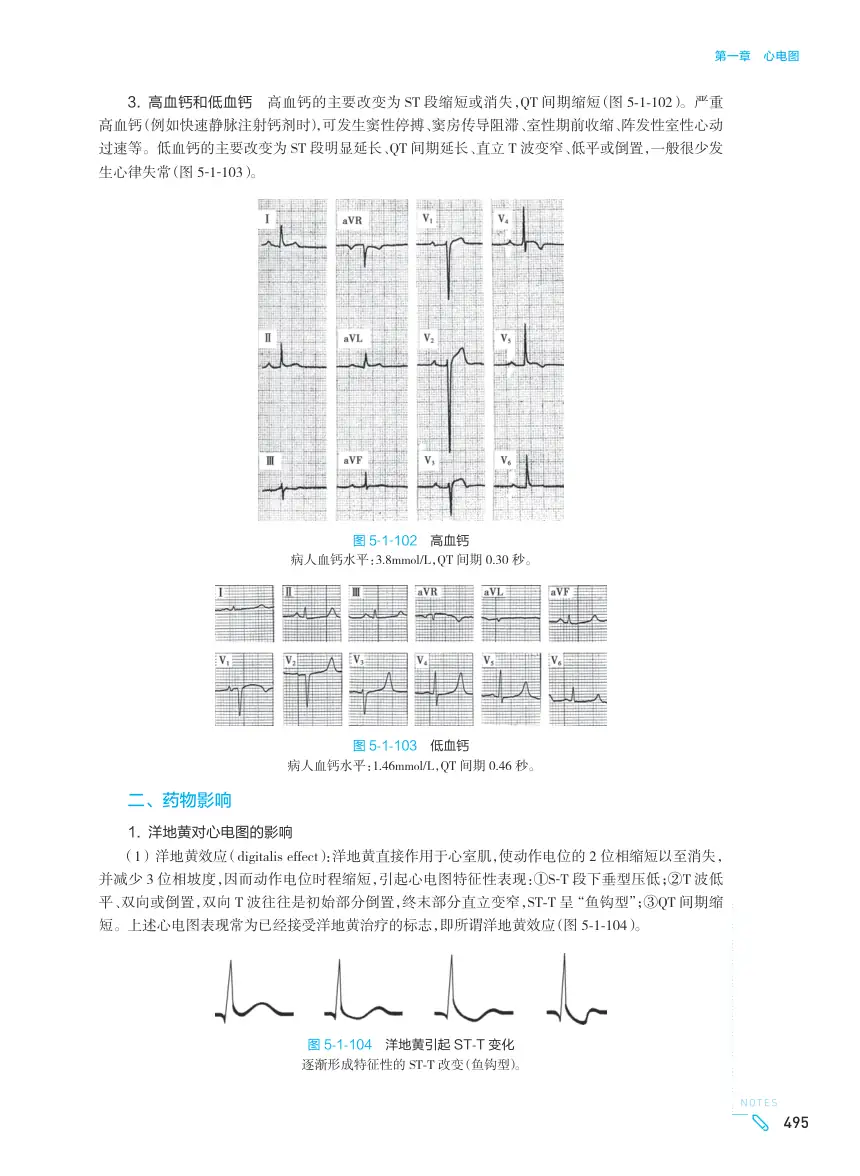 第一章 心电图
3. 高血钙和低血钙 高血钙的主要改变为 ST 段缩短或消失，QT 间期缩短（图 5-1-102）。严重
高血钙（例如快速静脉注射钙剂时），可发生窦性停搏、窦房传导阻滞、室性期前收缩、阵发性室性心动
过速等。低血钙的主要改变为 ST 段明显延长、QT 间期延长、直立 T 波变窄、低平或倒置，一般很少发
生心律失常（图 5-1-103）。
Ⅰ aVR V₁ V₄
Ⅱ aVL V₂ V₅
Ⅲ aVF V₃ V₆
图 5-1-102 高血钙
病人血钙水平：3.8mmol/L，QT 间期 0.30 秒。
Ⅰ Ⅱ Ⅲ aVR aVL aVF
V₁ V₂ V₃ V₄ V₅ V₆
图 5-1-103 低血钙
病人血钙水平：1.46mmol/L，QT 间期 0.46 秒。
二、药物影响
1. 洋地黄对心电图的影响
（1）洋地黄效应（digitalis effect）：洋地黄直接作用于心室肌，使动作电位的 2 位相缩短以至消失，
并减少 3 位相坡度，因而动作电位时程缩短，引起心电图特征性表现：①S-T 段下垂型压低；②T 波低
平、双向或倒置，双向 T 波往往是初始部分倒置，终末部分直立变窄，ST-T 呈“鱼钩型”；③QT 间期缩
短。上述心电图表现常为已经接受洋地黄治疗的标志，即所谓洋地黄效应（图 5-1-104）。
图 5-1-104 洋地黄引起 ST-T 变化
逐渐形成特征性的 ST-T 改变（鱼钩型）。
NOTES
495